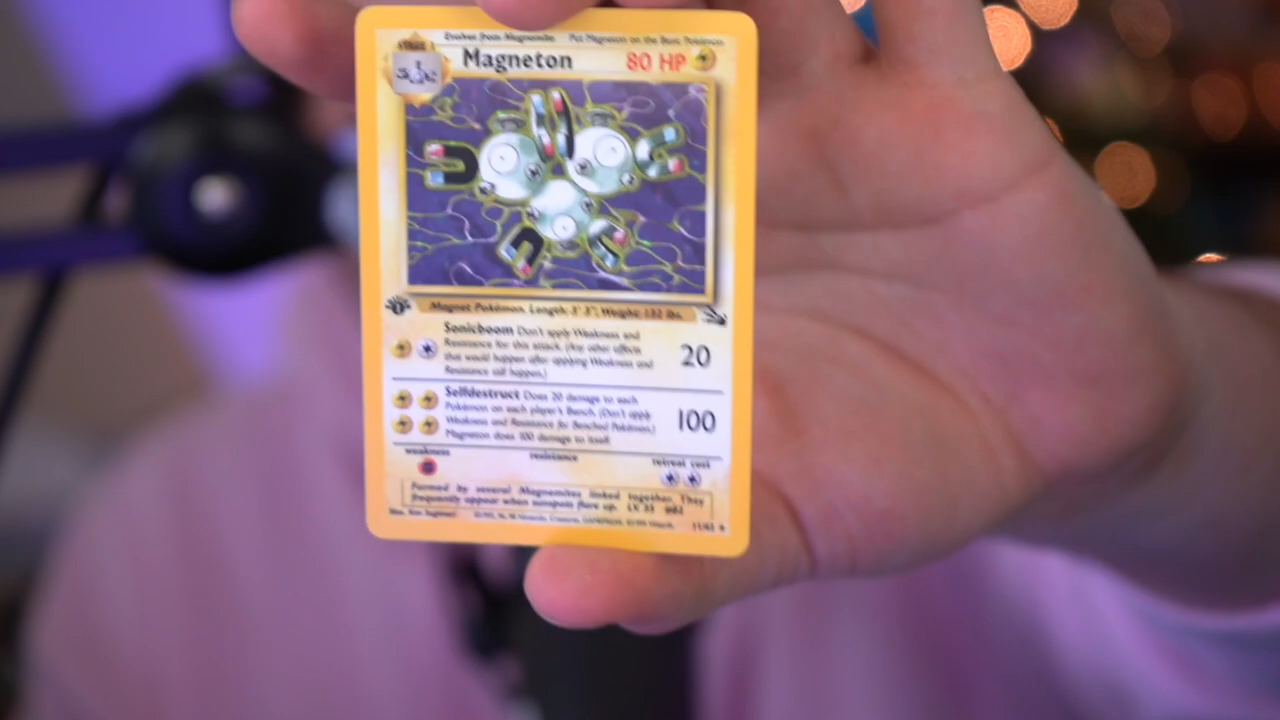 Evolves from Magnemite Put Magneton on the Basic Pokémon
STAGE 1
Magneton 80 HP
Magnet Pokémon. Length: 3' 3", Weight: 132 lbs.
Sonicboom Don't apply Weakness and
Resistance for this attack. (Any other effects
that would happen after applying Weakness and
Resistance still happen.)
20
Selfdestruct Does 20 damage to each
Pokémon on each player's Bench. (Don't apply
Weakness and Resistance for Benched Pokémon.)
Magneton does 100 damage to itself.
100
weakness resistance retreat cost
Formed by several Magnemites linked together. They
frequently appear when sunspots flare up.
11/62